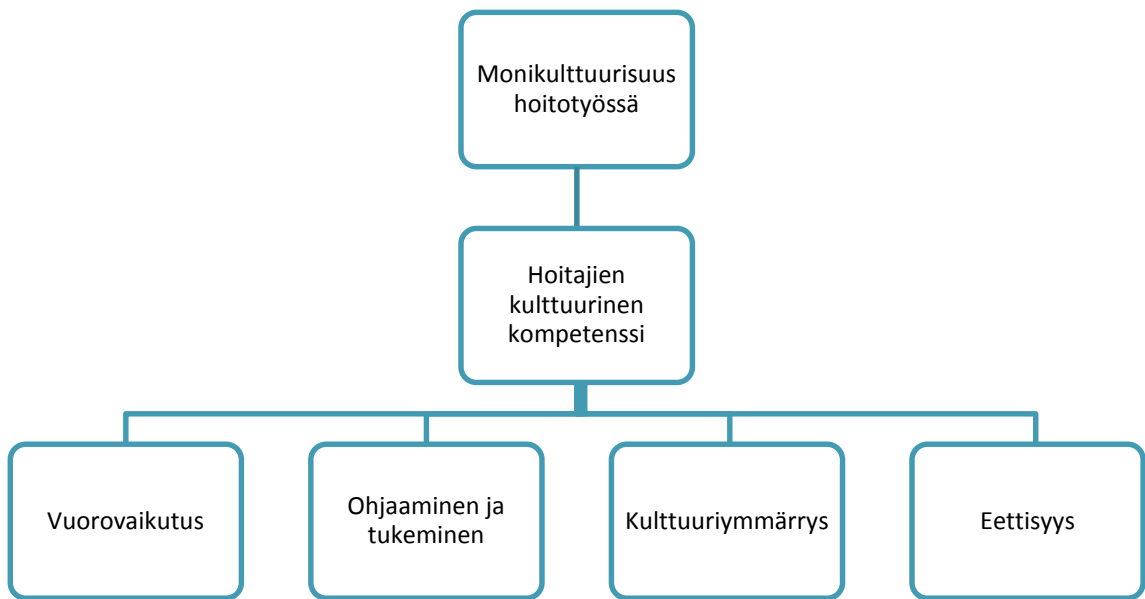 Monikulttuurisuus
hoitotyössä
Hoitajien
kulttuurinen
kompetenssi
Vuorovaikutus
Ohjaaminen ja
tukeminen
Kulttuuriymmärrys
Eettisyys